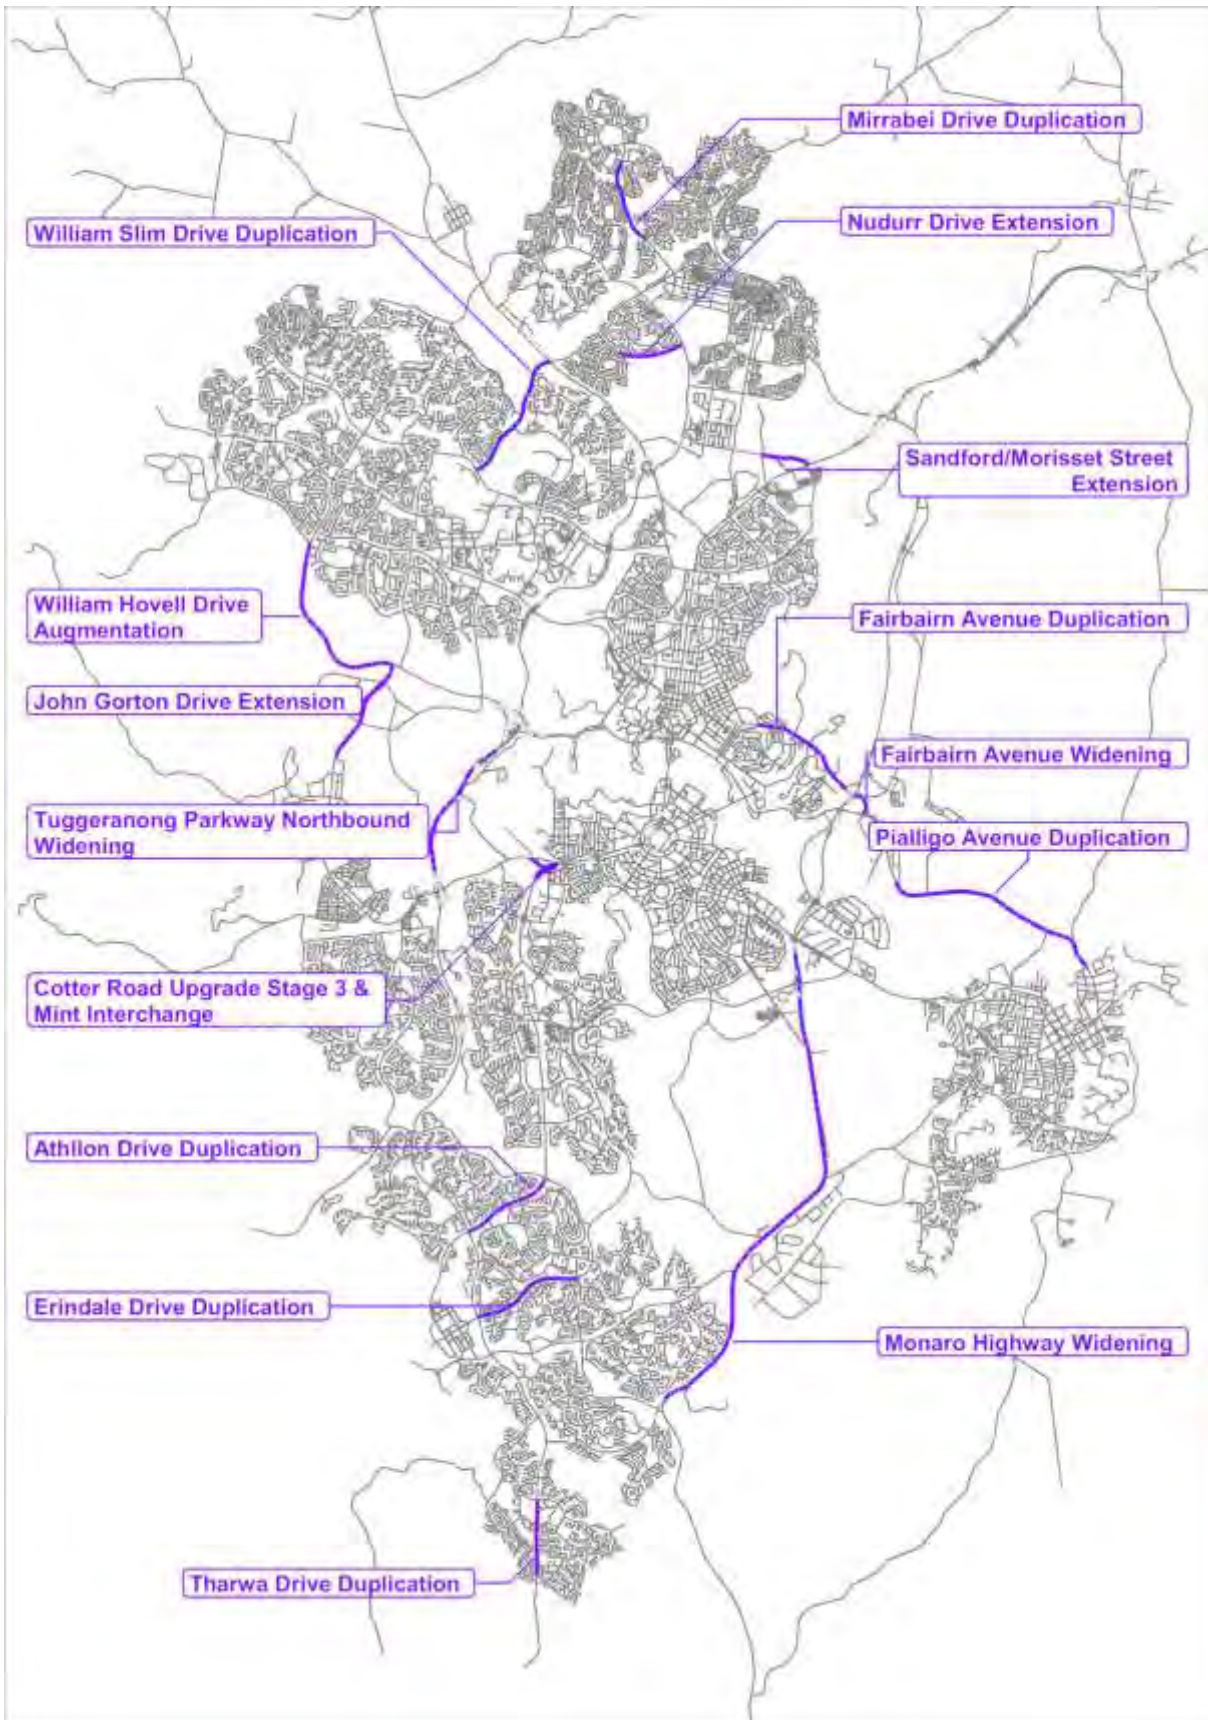 Mirrabei Drive Duplication
William Slim Drive Duplication
Nudurr Drive Extension
Sandford/Morisset Street
Extension
William Hovell Drive
Augmentation
Fairbairn Avenue Duplication
John Gorton Drive Extension
Fairbairn Avenue Widening
Tuggeranong Parkway Northbound
Widening
Pialligo Avenue Duplication
Cotter Road Upgrade Stage 3 &
Mint Interchange
Athllon Drive Duplication
Erindale Drive Duplication
Monaro Highway Widening
Tharwa Drive Duplication